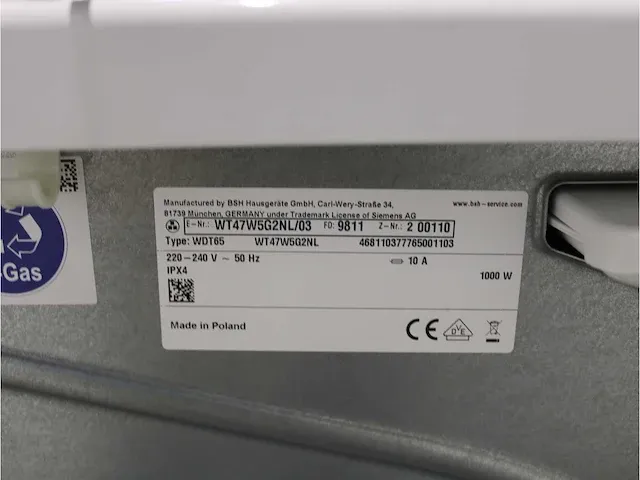 Manufactured by BSH Hausgeräte GmbH, Carl-Wery-Straße 34, www.bsh-service.com
81739 München, GERMANY under Trademark License of Siemens AG
E-Nr.: WT47W5G2NL/03 FD: 9811 Z-Nr.: 2 00110
Type: WDT65 WT47W5G2NL 468110377765001103
220-240 V ~ 50 Hz 10 A
IPX4 1000 W
Made in Poland CE VDE
-Gas